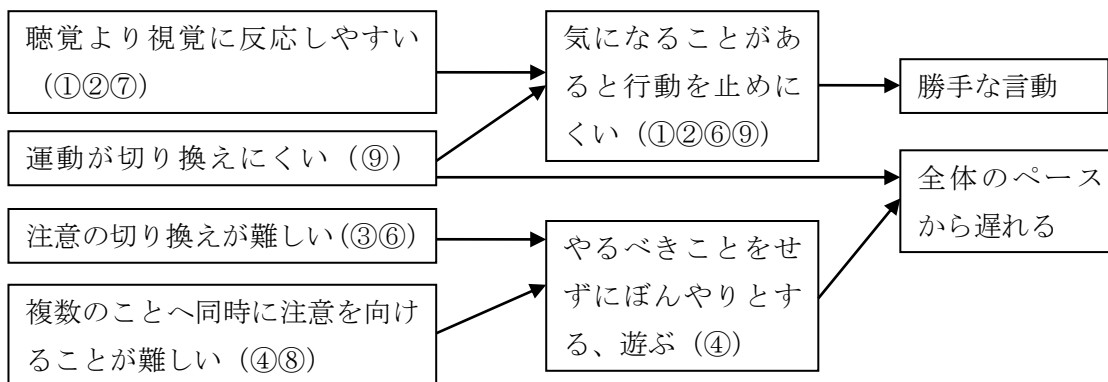 聴覚より視覚に反応しやすい
（①②⑦）
運動が切り換えにくい（⑨）
注意の切り換えが難しい（③⑥）
複数のことへ同時に注意を向け
ることが難しい（④⑧）
気になることがあ
ると行動を止めに
くい（①②⑥⑨）
やるべきことをせ
ずにぼんやりとす
る、遊ぶ（④）
勝手な言動
全体のペース
から遅れる